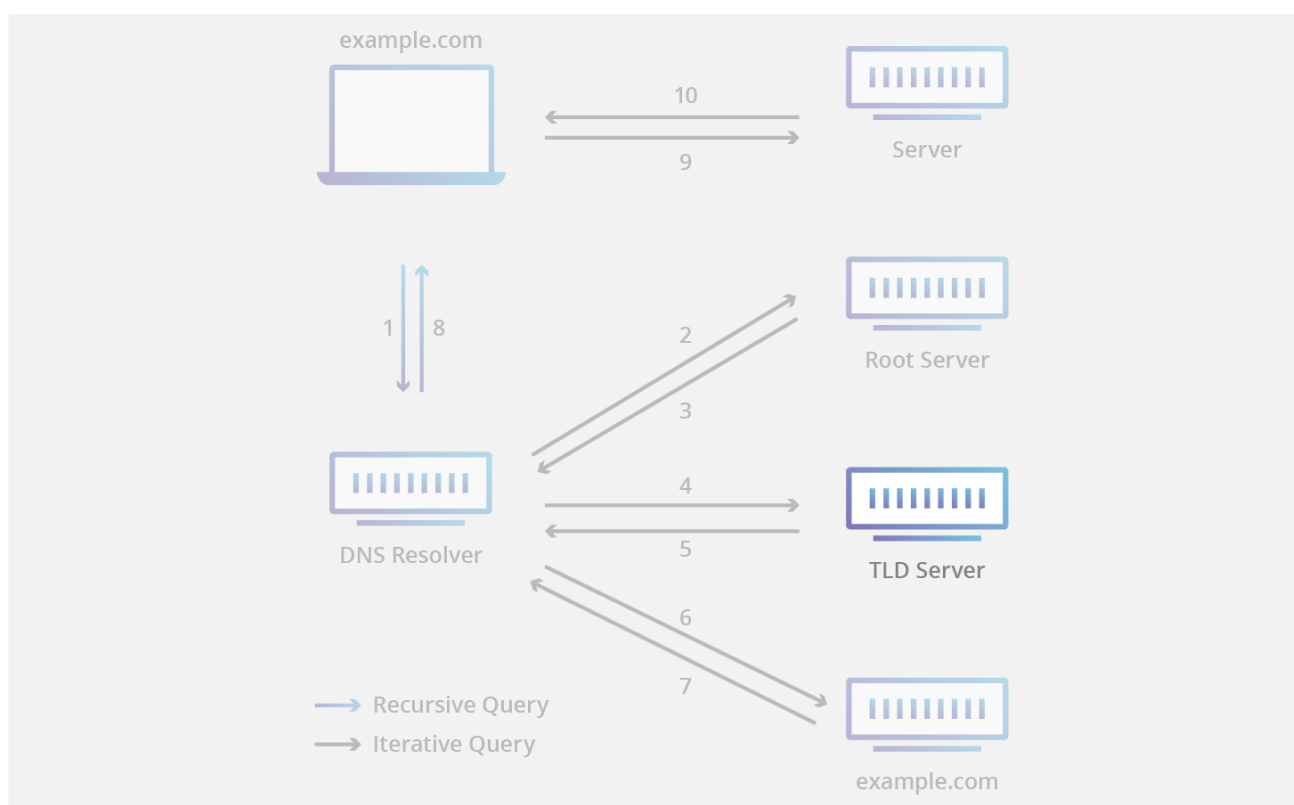 example.com
10
9
Server
1
8
2
3
Root Server
DNS Resolver
4
5
TLD Server
6
7
Recursive Query
Iterative Query
example.com